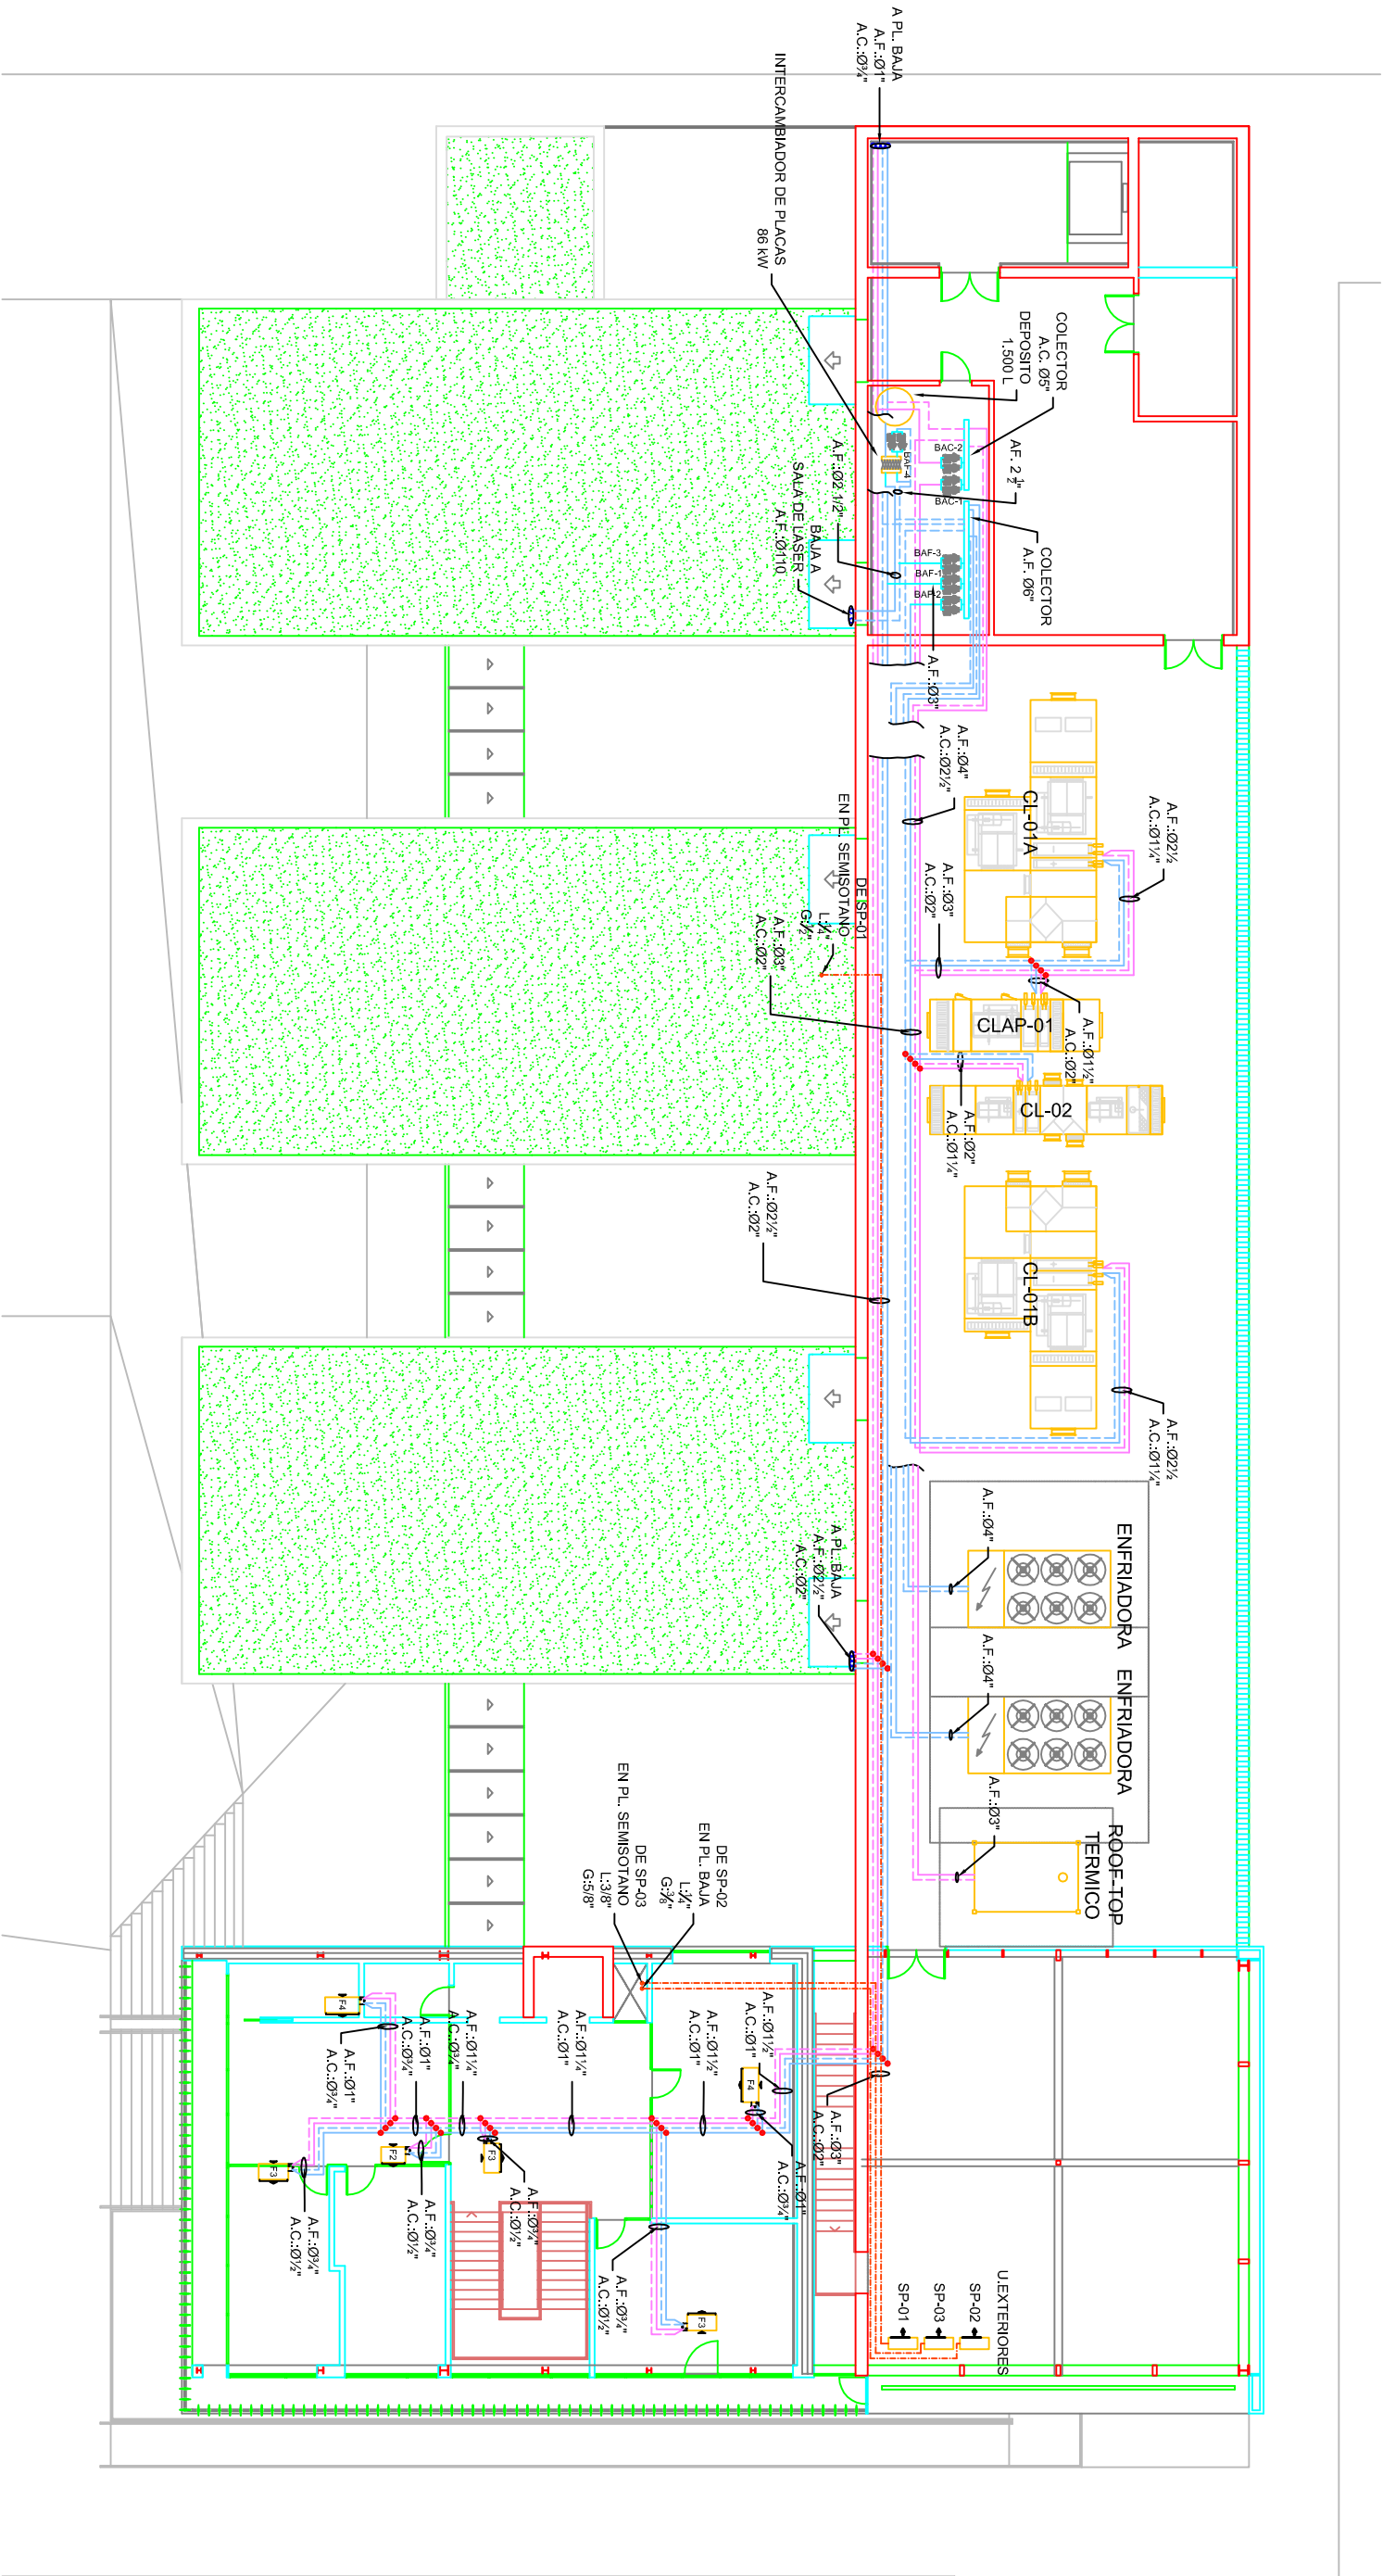 A PL. BAJA
A.F.:Ø1"
A.C.:Ø¾"
INTERCAMBIADOR DE PLACAS
86 kW
COLECTOR
A.C. Ø5"
DEPOSITO
1.500 L
AF. 2 ½"
COLECTOR
A.F. Ø6"
BAC-2
BAC-1
BAF-4
BAF-3
BAF-1
BAF-2
A.F.:Ø2 1/2"
BAJA A
SALA DE LASER
A.F.:Ø110
A.F.:Ø3"
A.F.:Ø4"
A.C.:Ø2½"
CL-01A
A.F.:Ø2½
A.C.:Ø1¼"
A.F.:Ø3"
A.C.:Ø2"
DE SP-01
EN PL. SEMISOTANO
L:¼"
G:½"
A.F.:Ø3"
A.C.:Ø2"
CLAP-01
A.F.:Ø1½"
A.C.:Ø2"
CL-02
A.F.:Ø2"
A.C.:Ø1¼"
A.F.:Ø2½"
A.C.:Ø2"
CL-01B
A.F.:Ø2½
A.C.:Ø1¼"
A PL. BAJA
A.F.:Ø2½"
A.C.:Ø2"
A.F.:Ø4"
ENFRIADORA
A.F.:Ø4"
ENFRIADORA
A.F.:Ø3"
ROOF-TOP
TERMICO
DE SP-02
EN PL. BAJA
L:¼"
G:⅜"
DE SP-03
EN PL. SEMISOTANO
L:3/8"
G:5/8"
F4
A.F.:Ø1"
A.C.:Ø¾"
A.F.:Ø1"
A.C.:Ø¾"
A.F.:Ø1¼"
A.C.:Ø¾"
A.F.:Ø1¼"
A.C.:Ø1"
A.F.:Ø1½"
A.C.:Ø1"
A.F.:Ø1½"
A.C.:Ø1"
F4
A.F.:Ø3"
A.C.:Ø2"
A.F.:Ø1"
A.C.:Ø¾"
F3
F2
F3
A.F.:Ø¾"
A.C.:Ø½"
A.F.:Ø¾"
A.C.:Ø½"
A.F.:Ø¾"
A.C.:Ø½"
A.F.:Ø¾"
A.C.:Ø½"
F3
U.EXTERIORES
SP-02
SP-03
SP-01